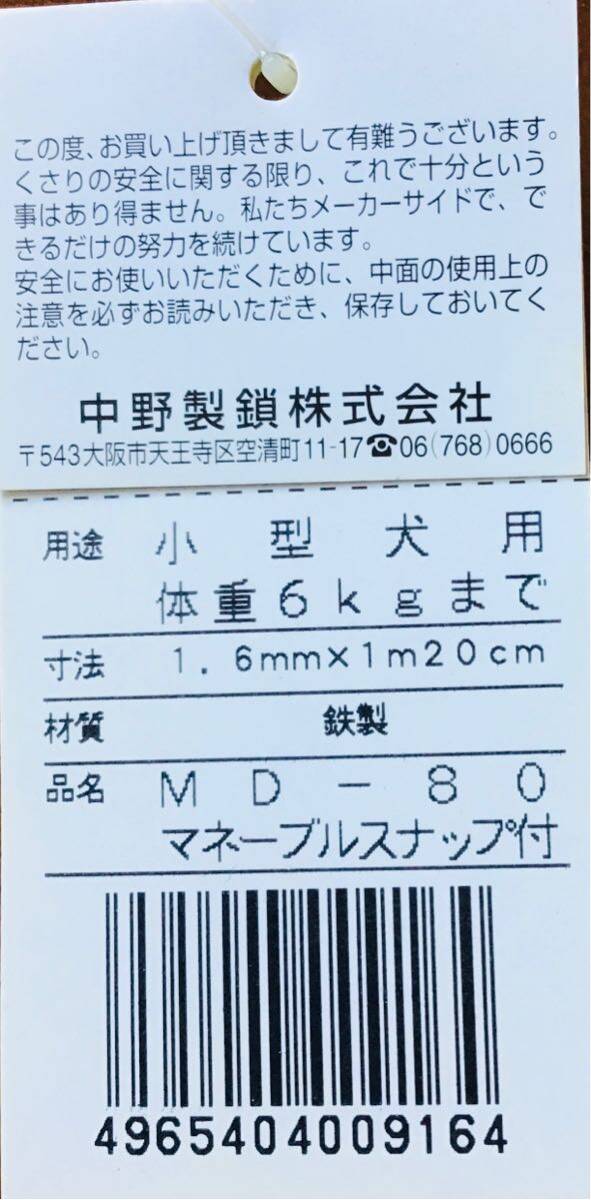 この度、お買い上げ頂きまして有難うございます。
くさりの安全に関する限り、これで十分という
事はあり得ません。私たちメーカーサイドで、で
きるだけの努力を続けています。
安全にお使いいただくために、中面の使用上の
注意を必ずお読みいただき、保存しておいてく
ださい。
中野製鎖株式会社
〒543大阪市天王寺区空清町11-17☎06(768)0666
用途 小型犬用
体重6kgまで
寸法 1.6mm×1m20cm
材質 鉄製
品名 MD-80
マネーブルスナップ付
4965404009164